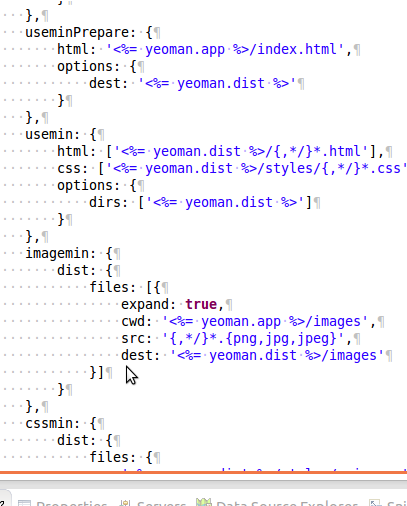 },¶
useminPrepare: {¶
html: '<%= yeoman.app %>/index.html',¶
options: {¶
dest: '<%= yeoman.dist %>'¶
}¶
},¶
usemin: {¶
html: ['<%= yeoman.dist %>/{,*/}*.html'],¶
css: ['<%= yeoman.dist %>/styles/{,*/}*.css'
options: {¶
dirs: ['<%= yeoman.dist %>']¶
}¶
},¶
imagemin: {¶
dist: {¶
files: [{¶
expand: true,¶
cwd: '<%= yeoman.app %>/images',¶
src: '{,*/}*.{png,jpg,jpeg}',¶
dest: '<%= yeoman.dist %>/images'¶
}]¶
}¶
},¶
cssmin: {¶
dist: {¶
files: {¶
Properties Servers Data Source Explorer